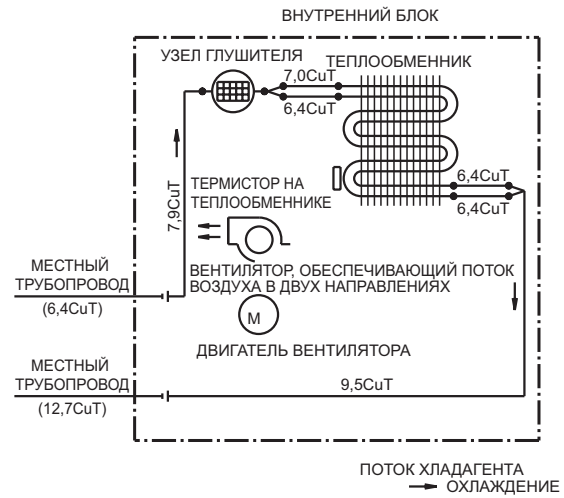 ВНУТРЕННИЙ БЛОК
УЗЕЛ ГЛУШИТЕЛЯ
ТЕПЛООБМЕННИК
7,0CuT
6,4CuT
6,4CuT
6,4CuT
7,9CuT
ТЕРМИСТОР НА
ТЕПЛООБМЕННИКЕ
ВЕНТИЛЯТОР, ОБЕСПЕЧИВАЮЩИЙ ПОТОК
ВОЗДУХА В ДВУХ НАПРАВЛЕНИЯХ
M
ДВИГАТЕЛЬ ВЕНТИЛЯТОРА
МЕСТНЫЙ
ТРУБОПРОВОД
(6,4CuT)
МЕСТНЫЙ
ТРУБОПРОВОД
(12,7CuT)
9,5CuT
ПОТОК ХЛАДАГЕНТА
ОХЛАЖДЕНИЕ